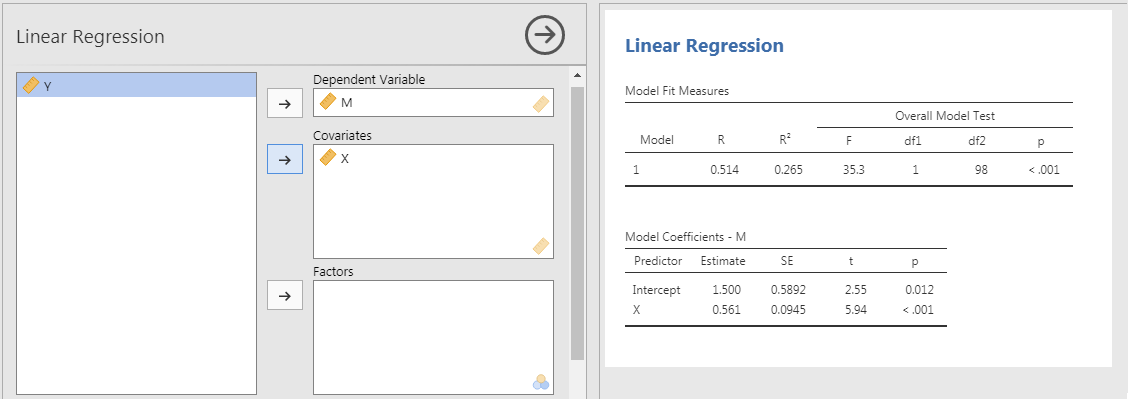 Linear Regression
Y
Dependent Variable
M
Covariates
X
Factors
Linear Regression
Model Fit Measures
Overall Model Test
Model R R² F df1 df2 p
1 0.514 0.265 35.3 1 98 < .001
Model Coefficients - M
Predictor Estimate SE t p
Intercept 1.500 0.5892 2.55 0.012
X 0.561 0.0945 5.94 < .001